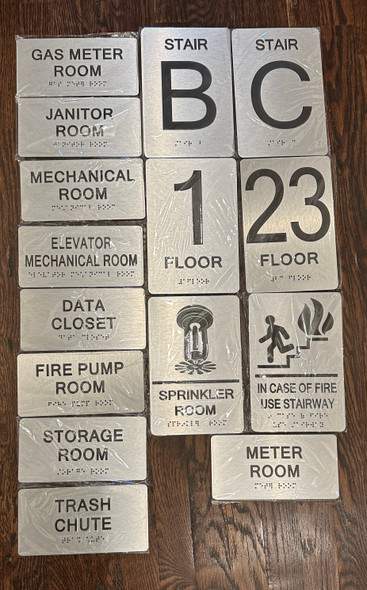 GAS METER
ROOM
JANITOR
ROOM
MECHANICAL
ROOM
ELEVATOR
MECHANICAL ROOM
DATA
CLOSET
FIRE PUMP
ROOM
STORAGE
ROOM
TRASH
CHUTE
STAIR
B
STAIR
C
1
FLOOR
23
FLOOR
SPRINKLER
ROOM
IN CASE OF FIRE
USE STAIRWAY
METER
ROOM